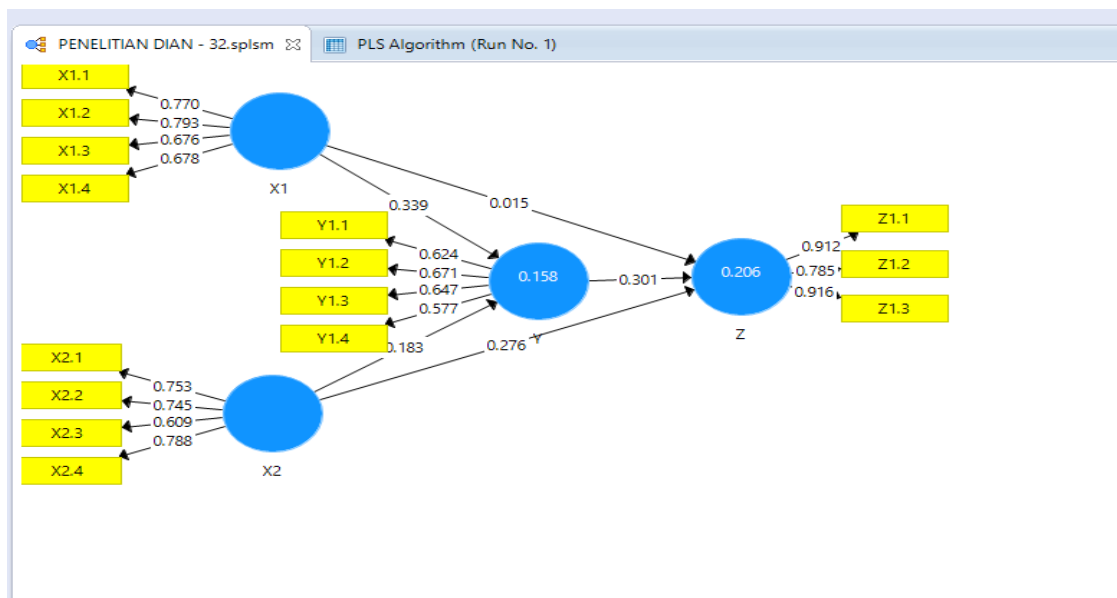 PENELITIAN DIAN - 32.splsm
PLS Algorithm (Run No. 1)
X1.1
X1.2
X1.3
X1.4
0.770
0.793
0.676
0.678
X1
0.339
0.015
Y1.1
Y1.2
Y1.3
Y1.4
0.624
0.671
0.647
0.577
0.158
Y
0.301
0.206
Z
0.912
0.785
0.916
Z1.1
Z1.2
Z1.3
0.183
0.276
X2.1
X2.2
X2.3
X2.4
0.753
0.745
0.609
0.788
X2